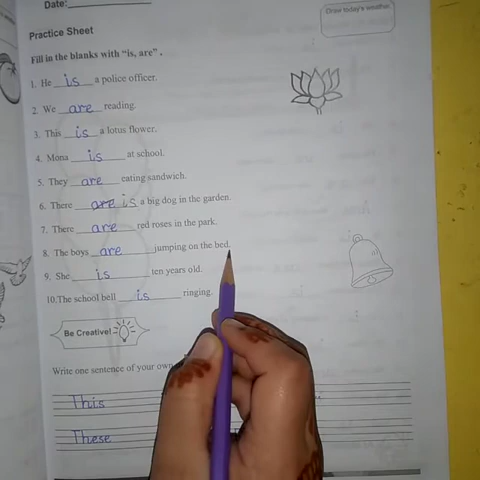 Date:
Draw today's weather.
Practice Sheet
Fill in the blanks with "is, are" .
1. He is a police officer.
2. We are reading.
3. This is a lotus flower.
4. Mona is at school.
5. They are eating sandwich.
6. There are is a big dog in the garden.
7. There are red roses in the park.
8. The boys are jumping on the bed.
9. She is ten years old.
10.The school bell is ringing.
Be Creative!
Write one sentence of your own
This
These